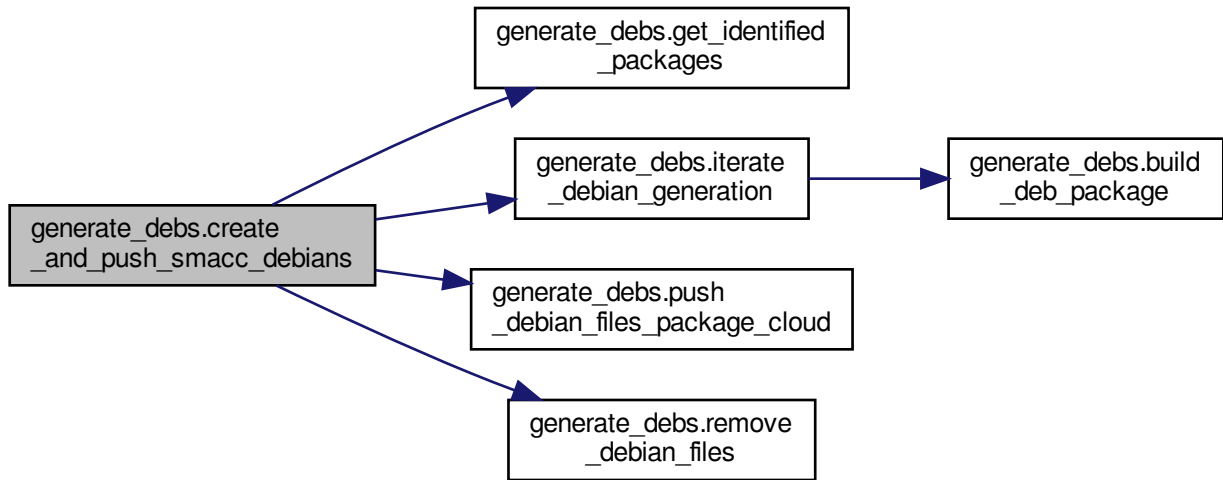 generate_debs.create
_and_push_smacc_debians
generate_debs.get_identified
_packages
generate_debs.iterate
_debian_generation
generate_debs.build
_deb_package
generate_debs.push
_debian_files_package_cloud
generate_debs.remove
_debian_files